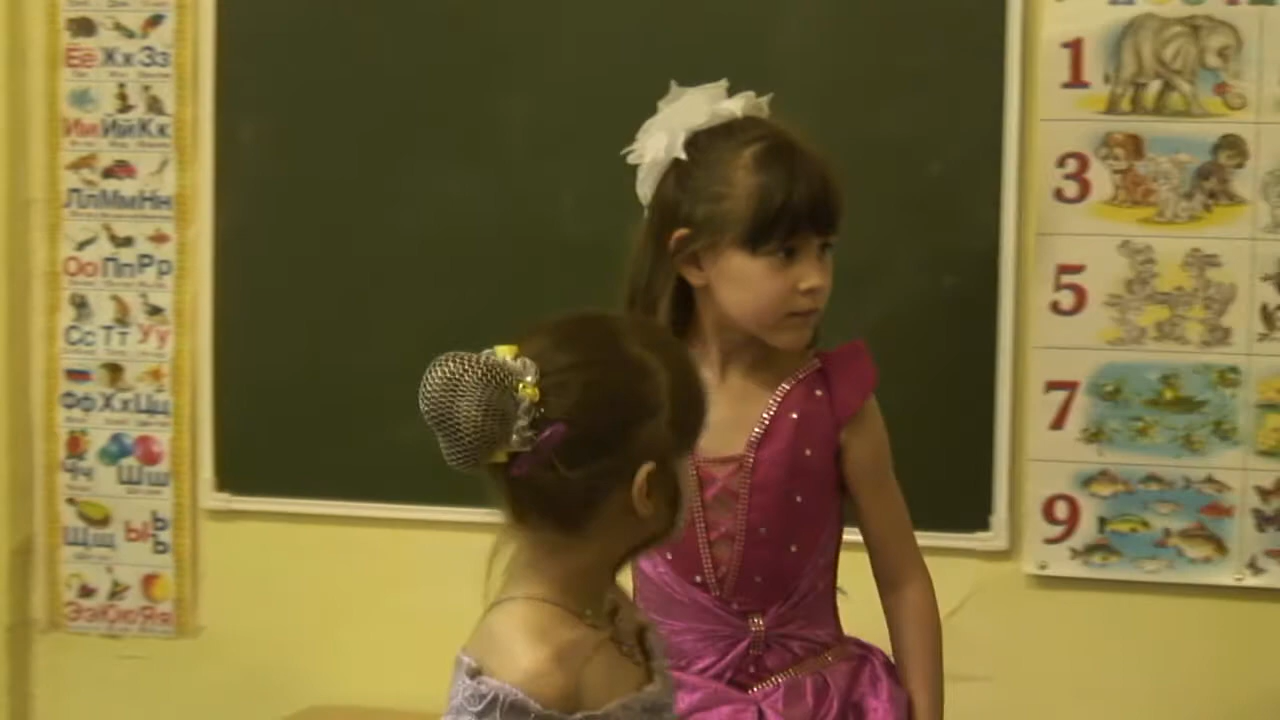 Ёё Жж Зз
Ии Йй Кк
Лл Мм Нн
Оо Пп Рр
Сс Тт Уу
Фф Хх Цц
Чч Шш
Щщ Ы Ъ Ь
Ээ Юю Яя
1
3
5
7
9